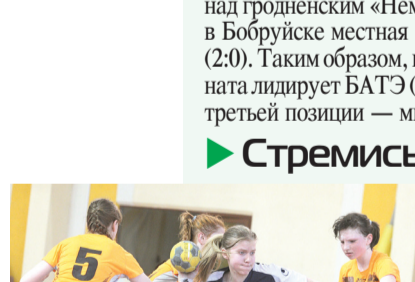 над гродненским «Нем
в Бобруйске местная
(2:0). Таким образом,
ната лидирует БАТЭ (
третьей позиции — м
Стремись
5